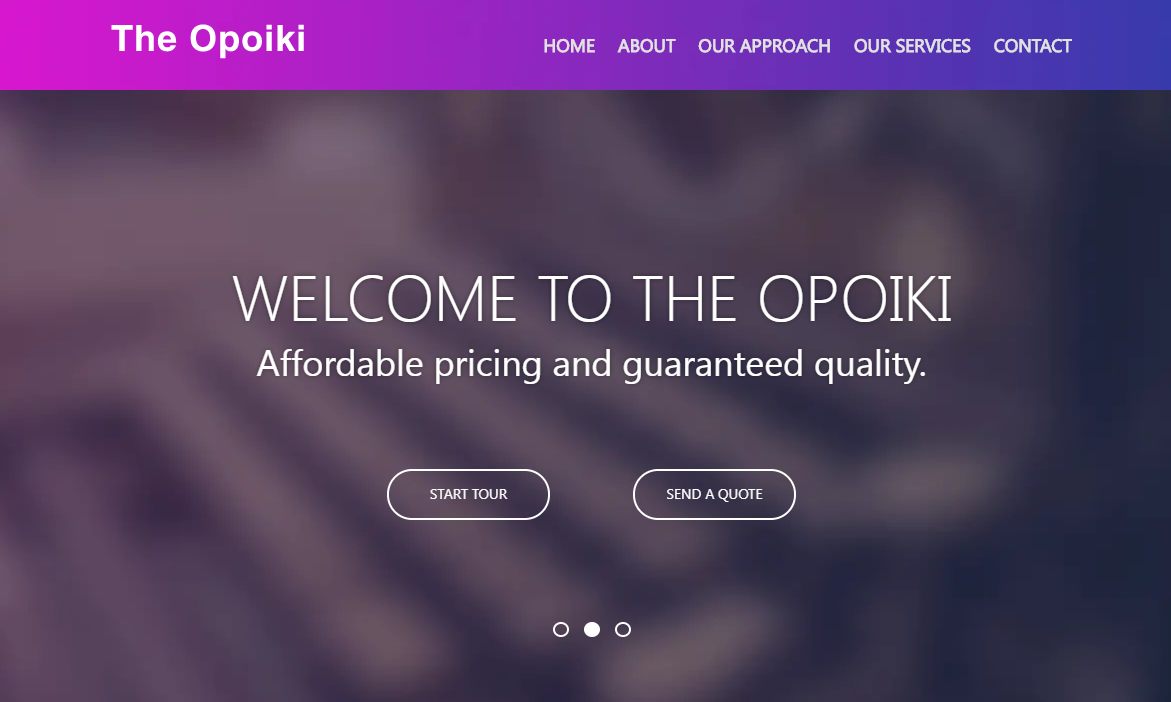 The Opoiki
HOME ABOUT OUR APPROACH OUR SERVICES CONTACT
WELCOME TO THE OPOIKI
Affordable pricing and guaranteed quality.
START TOUR SEND A QUOTE